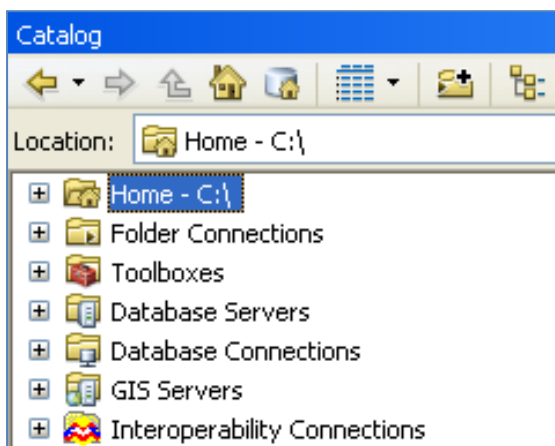 Catalog
Location: Home - C:\
Home - C:\
Folder Connections
Toolboxes
Database Servers
Database Connections
GIS Servers
Interoperability Connections